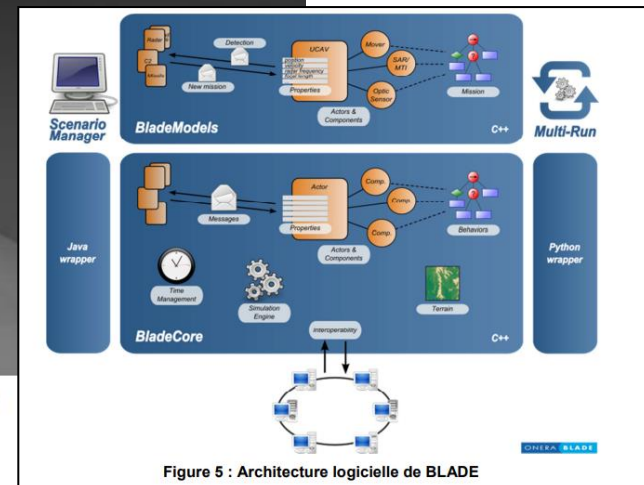 Detection
Radar
C2
Missile
New mission
UCAV
position
velocity
radar frequency
Properties
Mover
SAR/
MTI
Optic
Sensor
Mission
Actors &
Components
Scenario
Manager
BladeModels
C++
Multi-Run
Java
wrapper
Messages
Actor
Properties
Comp.
Comp.
Comp.
Behaviors
Actors &
Components
Time
Management
Simulation
Engine
Terrain
BladeCore
Interoperability
C++
Python
wrapper
ONERA BLADE
Figure 5 : Architecture logicielle de BLADE